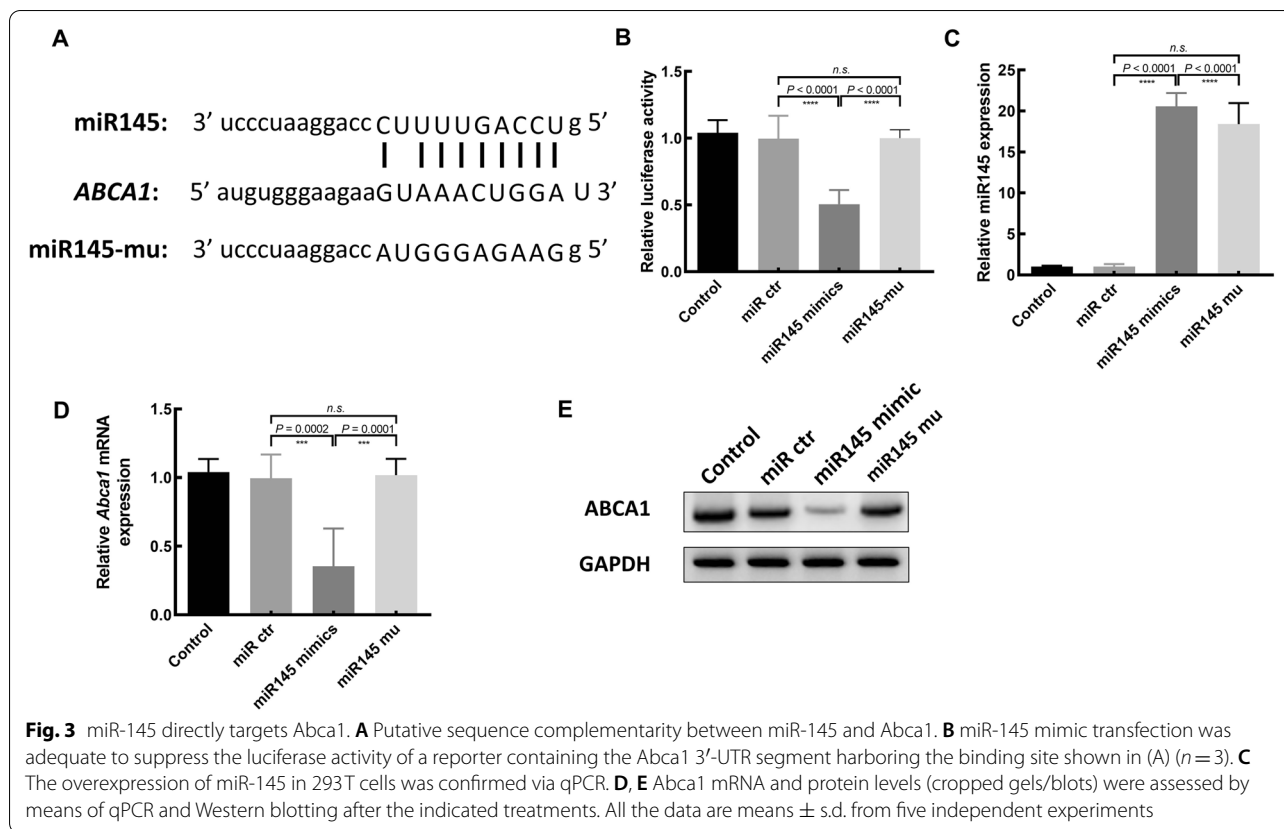 A
miR145: 3' ucccuaaggaccCUUUUGACCUg 5'
ABCA1: 5' augugggaagaaGUAAACUGGA U 3'
miR145-mu: 3' ucccuaaggaccAUGGGAGAAGg 5'
B
Relative luciferase activity
1.5
1.0
0.5
0.0
n.s.
P < 0.0001 P < 0.0001
**** ****
Control miR ctr miR145 mimics miR145-mu
C
Relative miR145 expression
25
20
15
10
5
0
n.s.
P < 0.0001 P < 0.0001
**** ****
Control miR ctr miR145 mimics miR145 mu
D
Relative Abca1 mRNA
expression
1.5
1.0
0.5
0.0
n.s.
P = 0.0002 P = 0.0001
*** ***
Control miR ctr miR145 mimics miR145 mu
E
Control miR ctr miR145 mimic miR145 mu
ABCA1
GAPDH
Fig. 3 miR-145 directly targets Abca1. A Putative sequence complementarity between miR-145 and Abca1. B miR-145 mimic transfection was
adequate to suppress the luciferase activity of a reporter containing the Abca1 3′-UTR segment harboring the binding site shown in (A) (n = 3). C
The overexpression of miR-145 in 293T cells was confirmed via qPCR. D, E Abca1 mRNA and protein levels (cropped gels/blots) were assessed by
means of qPCR and Western blotting after the indicated treatments. All the data are means ± s.d. from five independent experiments